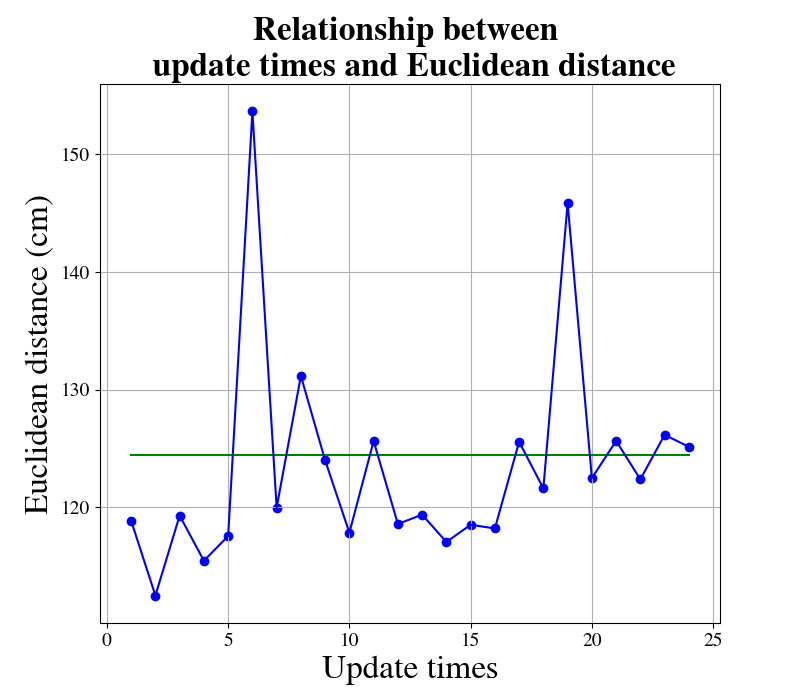 Relationship between
update times and Euclidean distance
Euclidean distance (cm)
150
140
130
120
0
5
10
15
20
25
Update times